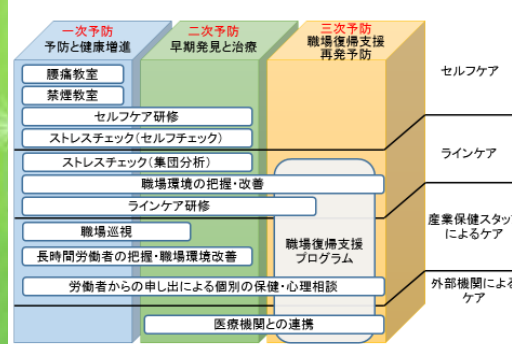 一次予防
予防と健康増進
二次予防
早期発見と治療
三次予防
職場復帰支援
再発予防
腰痛教室
禁煙教室
セルフケア研修
ストレスチェック(セルフチェック)
セルフケア
ストレスチェック(集団分析)
職場環境の把握・改善
ラインケア研修
ラインケア
職場巡視
長時間労働者の把握・職場環境改善
職場復帰支援
プログラム
産業保健スタッフ
によるケア
労働者からの申し出による個別の保健・心理相談
医療機関との連携
外部機関による
ケア